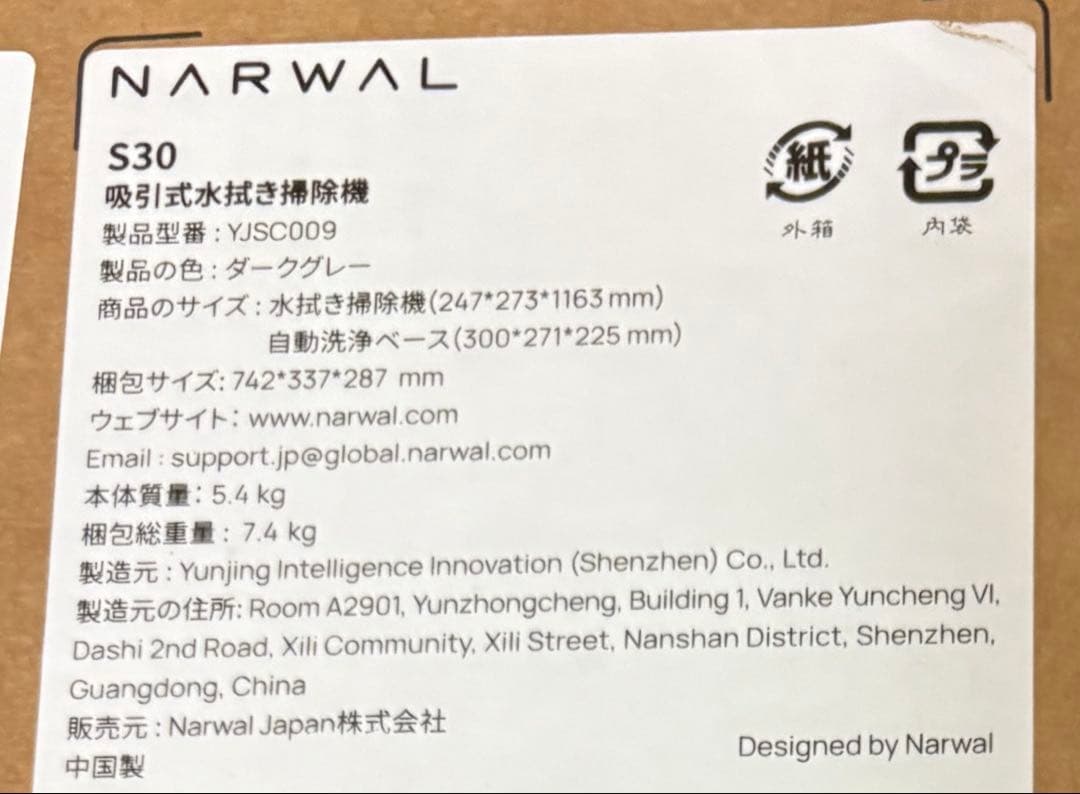 NARWAL
S30
吸引式水拭き掃除機
製品型番 : YJSC009
製品の色 : ダークグレー
商品のサイズ : 水拭き掃除機(247*273*1163 mm)
自動洗浄ベース(300*271*225 mm)
梱包サイズ: 742*337*287 mm
ウェブサイト: www.narwal.com
Email : support.jp@global.narwal.com
本体質量: 5.4 kg
梱包総重量 : 7.4 kg
製造元 : Yunjing Intelligence Innovation (Shenzhen) Co., Ltd.
製造元の住所: Room A2901, Yunzhongcheng, Building 1, Vanke Yuncheng VI,
Dashi 2nd Road, Xili Community, Xili Street, Nanshan District, Shenzhen,
Guangdong, China
販売元 : Narwal Japan株式会社
中国製
紙
外箱
プラ
内袋
Designed by Narwal